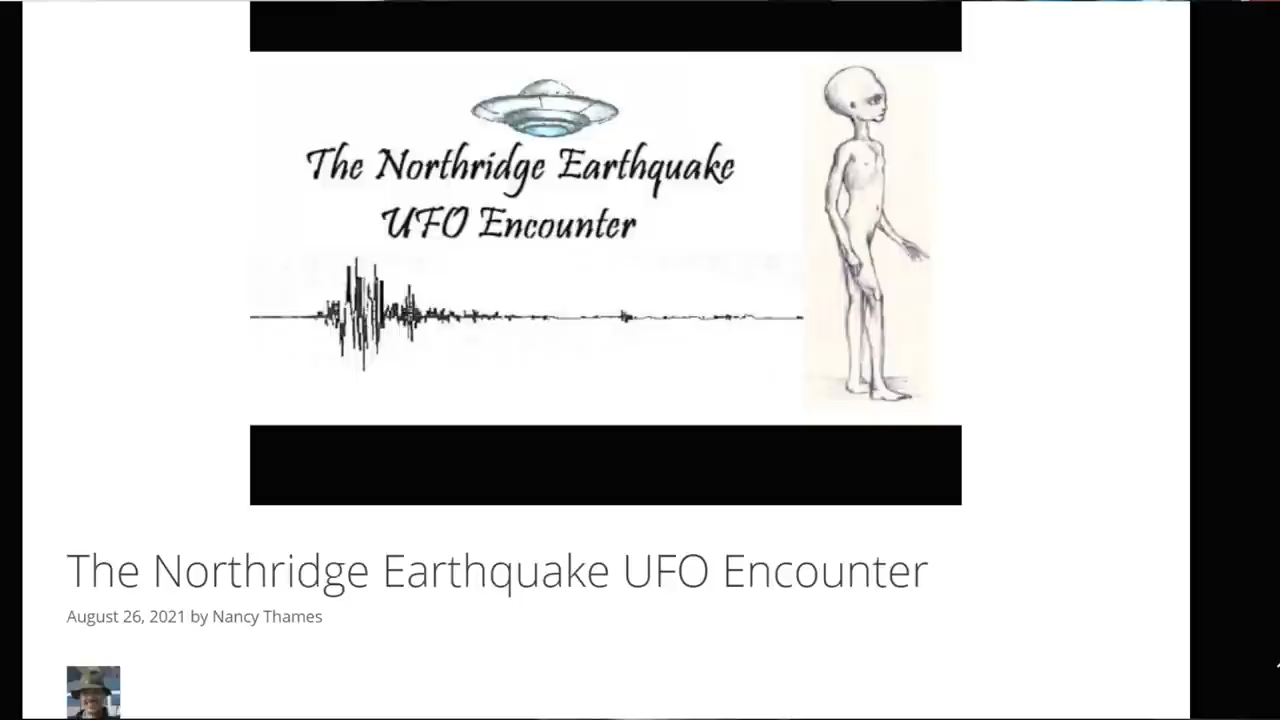 The Northridge Earthquake
UFO Encounter
The Northridge Earthquake UFO Encounter
August 26, 2021 by Nancy Thames